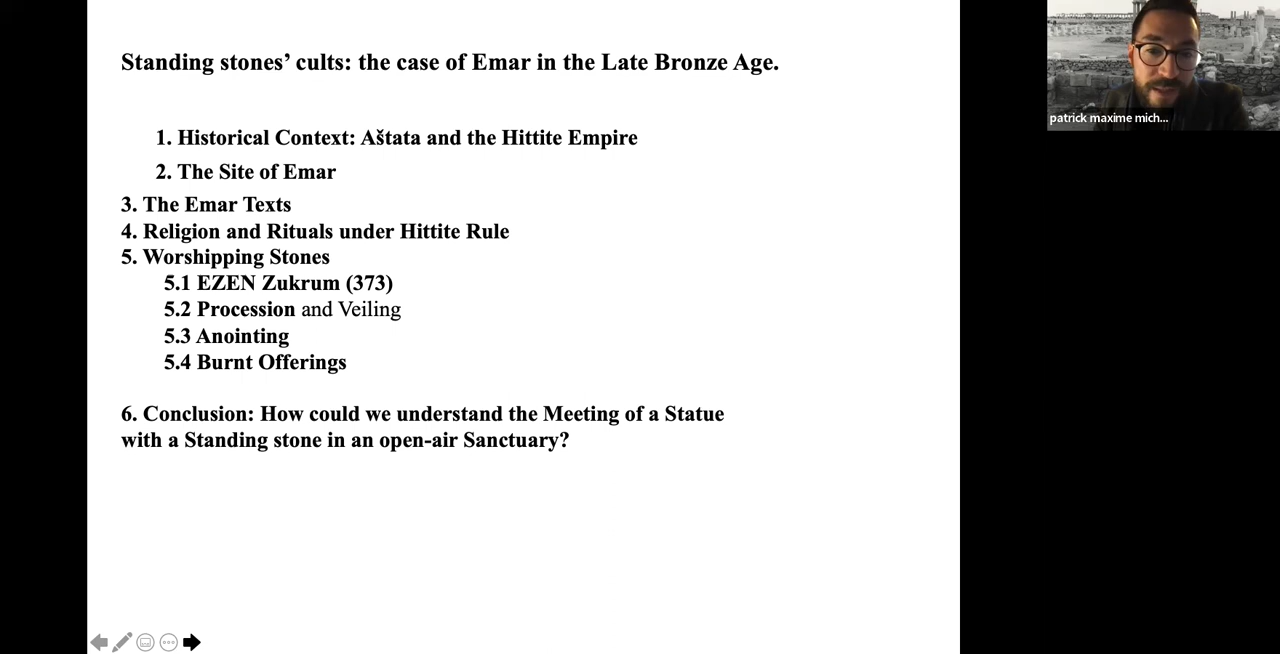 Standing stones’ cults: the case of Emar in the Late Bronze Age.
1. Historical Context: Aštata and the Hittite Empire
2. The Site of Emar
3. The Emar Texts
4. Religion and Rituals under Hittite Rule
5. Worshipping Stones
5.1 EZEN Zukrum (373)
5.2 Procession and Veiling
5.3 Anointing
5.4 Burnt Offerings
6. Conclusion: How could we understand the Meeting of a Statue
with a Standing stone in an open-air Sanctuary?
patrick maxime mich...